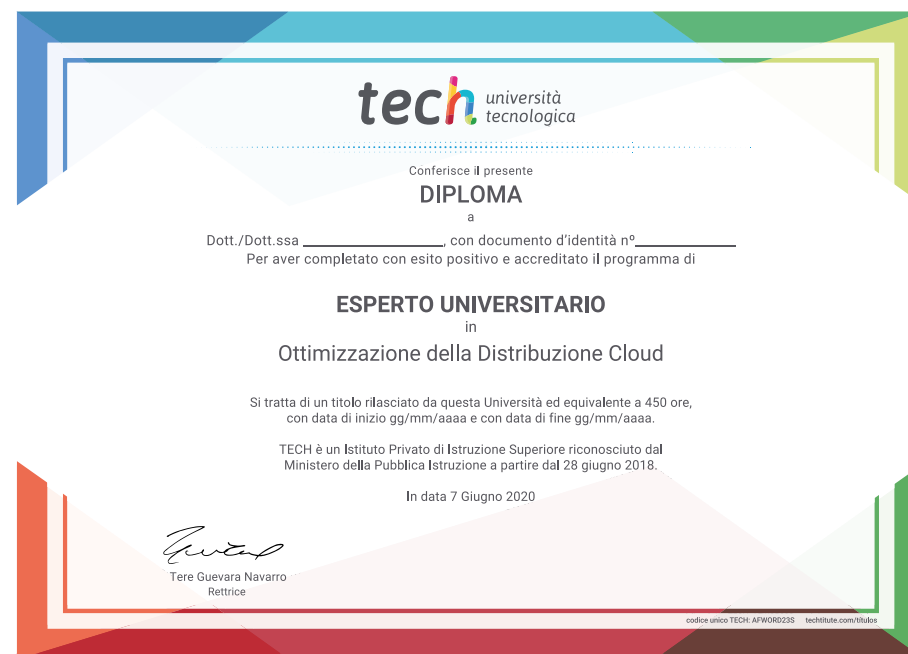 tech università
tecnologica
Conferisce il presente
DIPLOMA
a
Dott./Dott.ssa ____________________, con documento d'identità nº______________
Per aver completato con esito positivo e accreditato il programma di
ESPERTO UNIVERSITARIO
in
Ottimizzazione della Distribuzione Cloud
Si tratta di un titolo rilasciato da questa Università ed equivalente a 450 ore,
con data di inizio gg/mm/aaaa e con data di fine gg/mm/aaaa.
TECH è un Istituto Privato di Istruzione Superiore riconosciuto dal
Ministero della Pubblica Istruzione a partire dal 28 giugno 2018.
In data 7 Giugno 2020
Tere Guevara Navarro
Rettrice
codice unico TECH: AFWORD23S techtitute.com/títulos